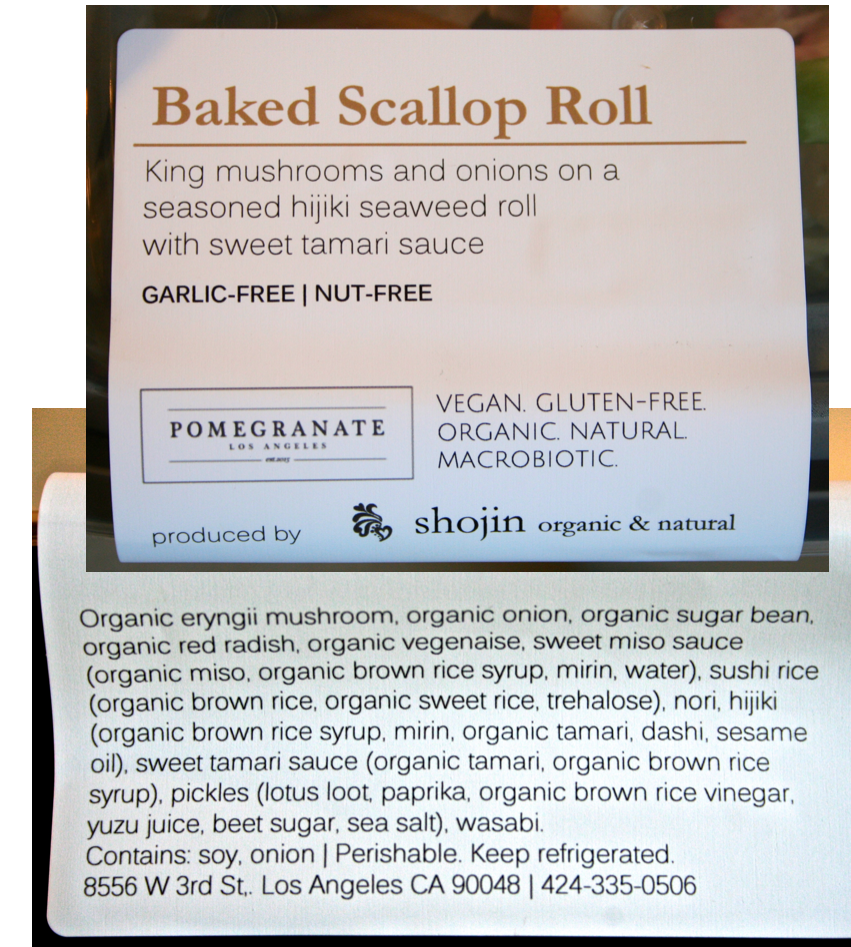 Baked Scallop Roll
King mushrooms and onions on a
seasoned hijiki seaweed roll
with sweet tamari sauce
GARLIC-FREE | NUT-FREE
POMEGRANATE
LOS ANGELES
est.2015
VEGAN. GLUTEN-FREE.
ORGANIC. NATURAL.
MACROBIOTIC.
produced by
shojin organic & natural
Organic eryngii mushroom, organic onion, organic sugar bean,
organic red radish, organic vegenaise, sweet miso sauce
(organic miso, organic brown rice syrup, mirin, water), sushi rice
(organic brown rice, organic sweet rice, trehalose), nori, hijiki
(organic brown rice syrup, mirin, organic tamari, dashi, sesame
oil), sweet tamari sauce (organic tamari, organic brown rice
syrup), pickles (lotus loot, paprika, organic brown rice vinegar,
yuzu juice, beet sugar, sea salt), wasabi.
Contains: soy, onion | Perishable. Keep refrigerated.
8556 W 3rd St,. Los Angeles CA 90048 | 424-335-0506